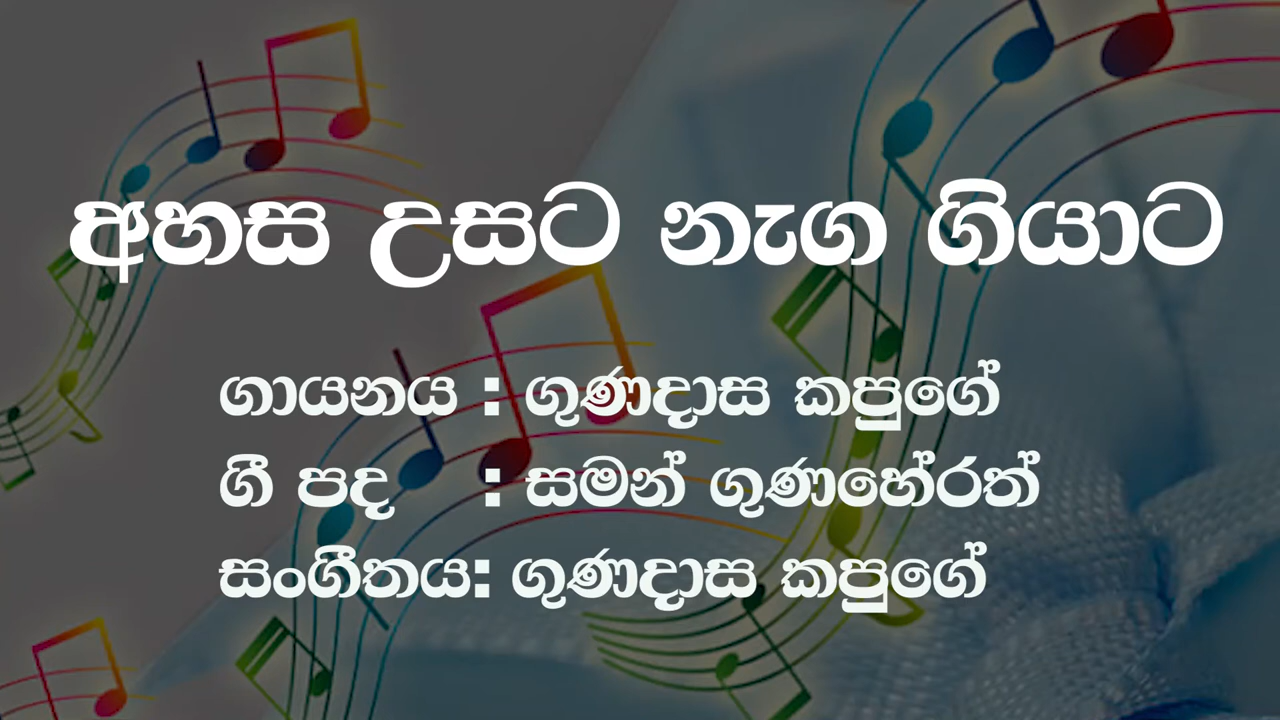 අහස උසට නැග ගියාට
ගායනය : ගුණදාස කපුගේ
ගී පද : සමන් ගුණහේරත්
සංගීතය: ගුණදාස කපුගේ